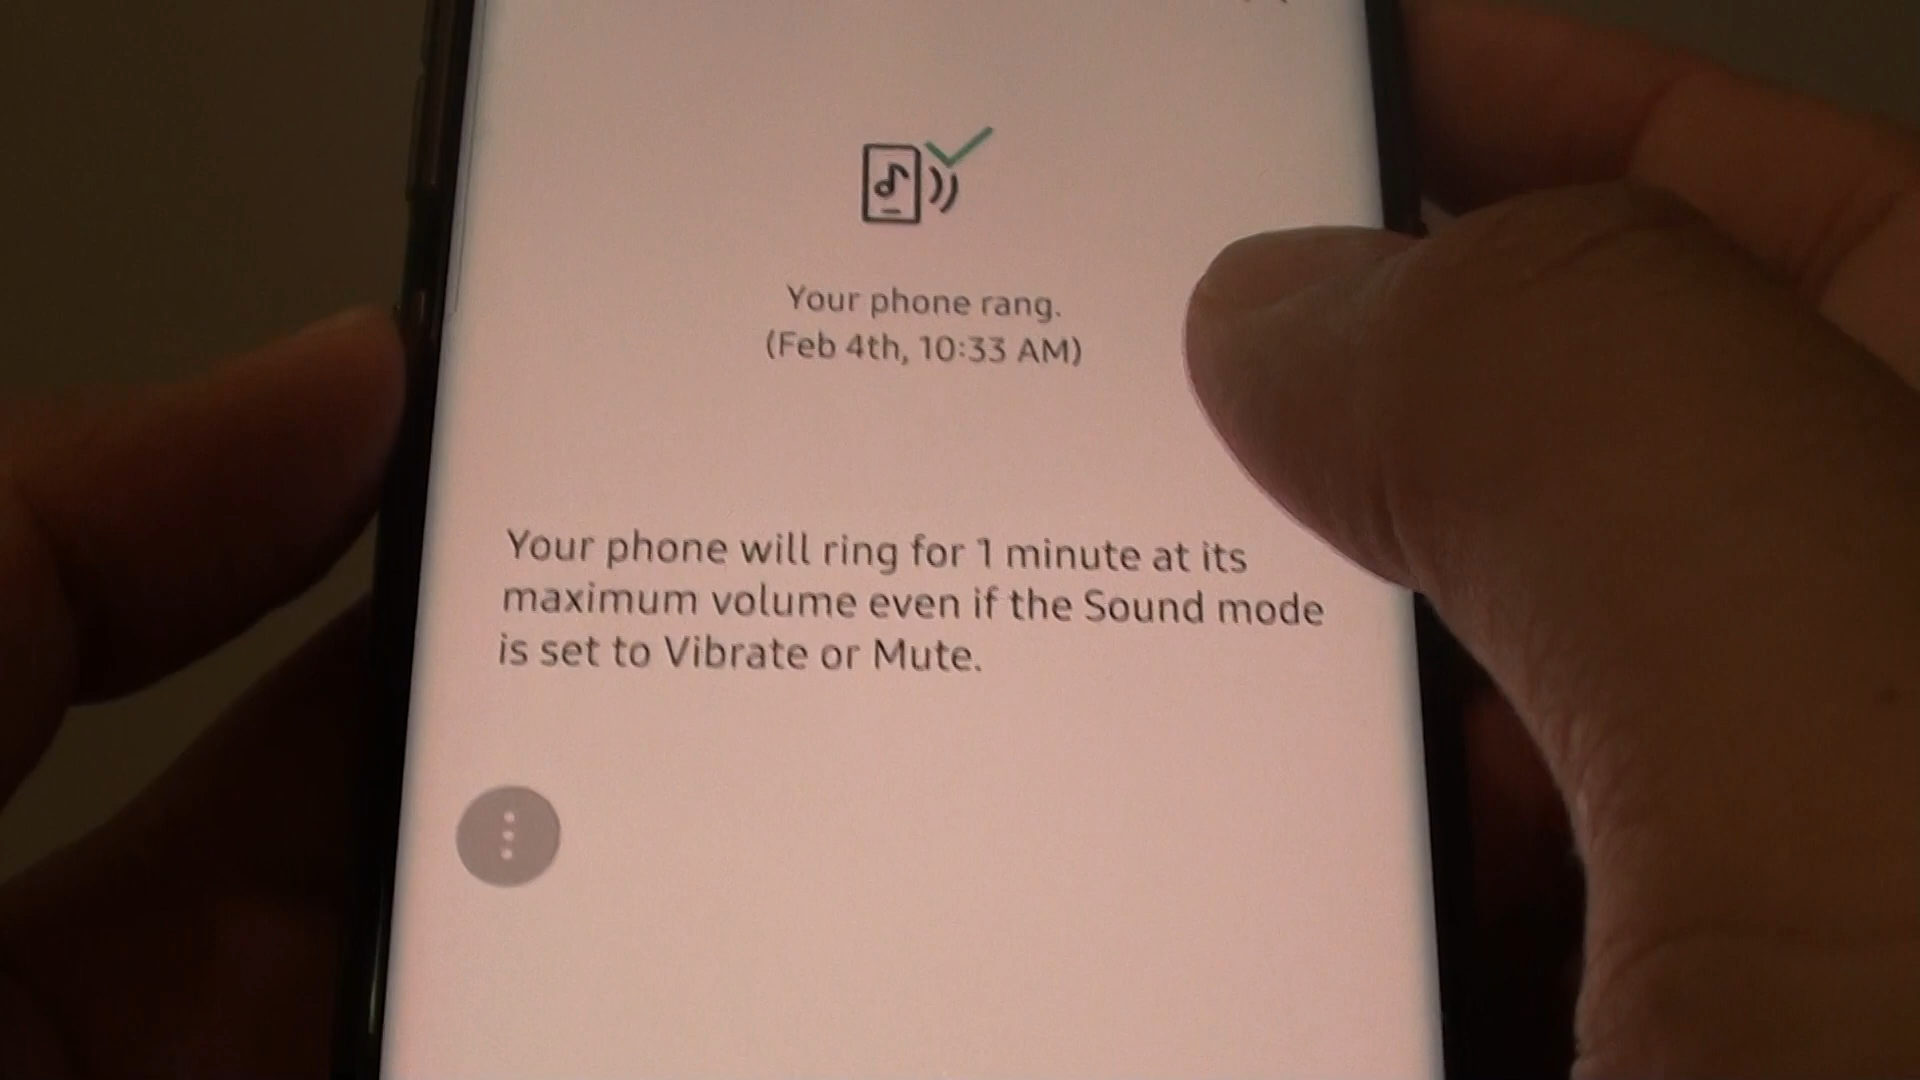 Your phone rang.
(Feb 4th, 10:33 AM)
Your phone will ring for 1 minute at its
maximum volume even if the Sound mode
is set to Vibrate or Mute.